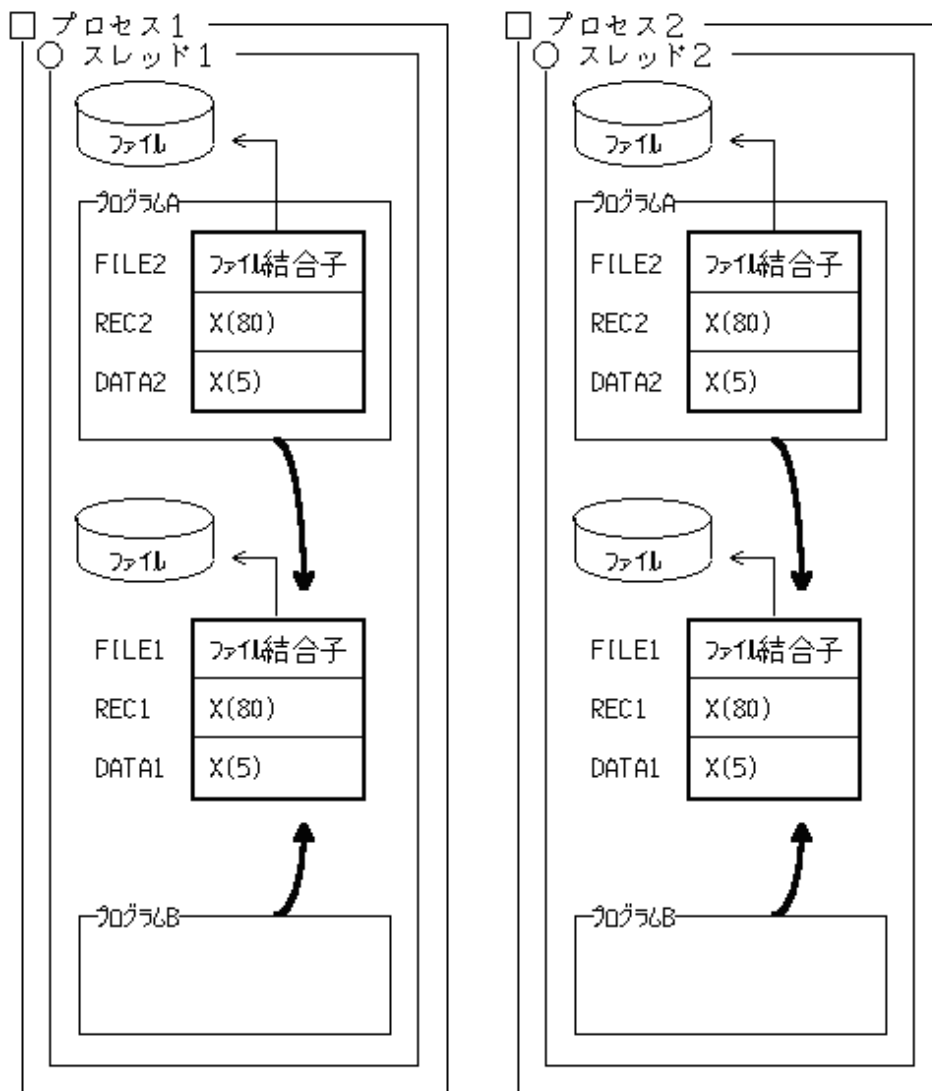 プロセス1
スレッド1
ファイル
プログラムA
FILE2 ファイル結合子
REC2 X(80)
DATA2 X(5)
ファイル
FILE1 ファイル結合子
REC1 X(80)
DATA1 X(5)
プログラムB
プロセス2
スレッド2
ファイル
プログラムA
FILE2 ファイル結合子
REC2 X(80)
DATA2 X(5)
ファイル
FILE1 ファイル結合子
REC1 X(80)
DATA1 X(5)
プログラムB